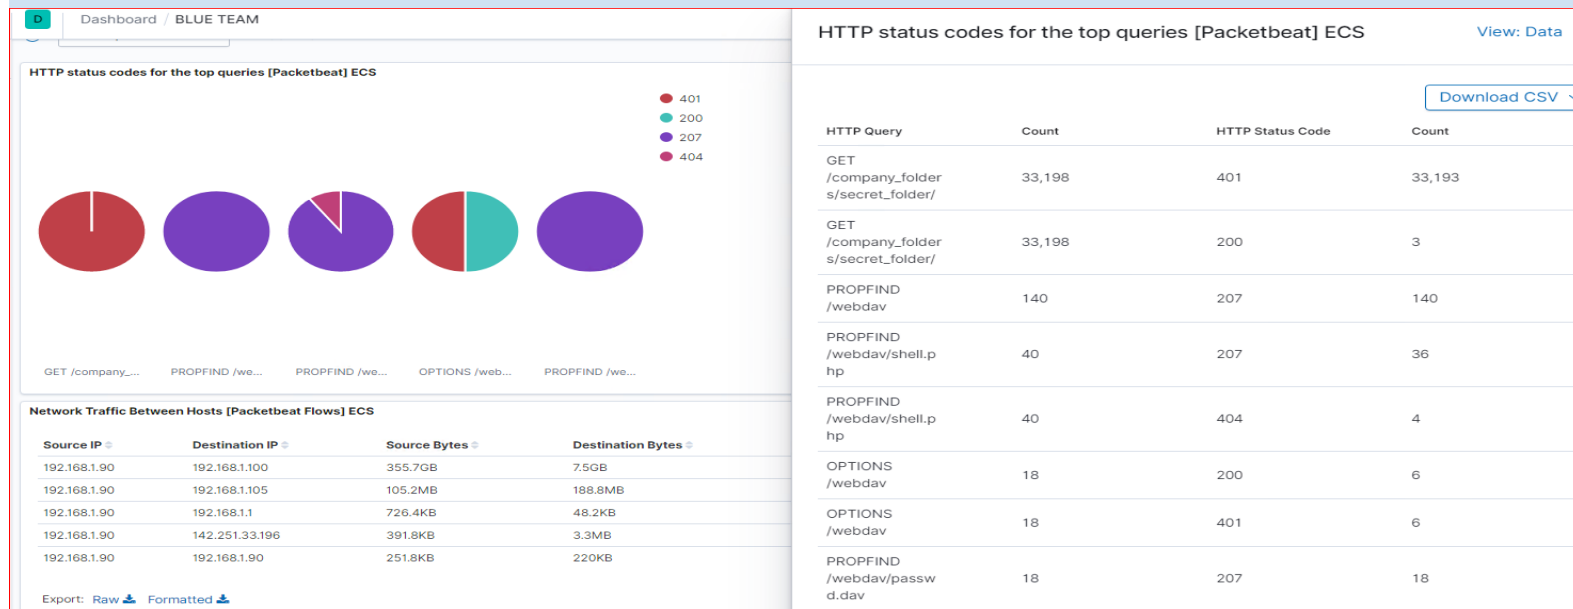 D Dashboard / BLUE TEAM
HTTP status codes for the top queries [Packetbeat] ECS
401
200
207
404
GET /company_... PROPFIND /we... PROPFIND /we... OPTIONS /web... PROPFIND /we...
Network Traffic Between Hosts [Packetbeat Flows] ECS
Source IP Destination IP Source Bytes Destination Bytes
192.168.1.90 192.168.1.100 355.7GB 7.5GB
192.168.1.90 192.168.1.105 105.2MB 188.8MB
192.168.1.90 192.168.1.1 726.4KB 48.2KB
192.168.1.90 142.251.33.196 391.8KB 3.3MB
192.168.1.90 192.168.1.90 251.8KB 220KB
Export: Raw Formatted
HTTP status codes for the top queries [Packetbeat] ECS View: Data
Download CSV
HTTP Query Count HTTP Status Code Count
GET
/company_folder 33,198 401 33,193
s/secret_folder/
GET
/company_folder 33,198 200 3
s/secret_folder/
PROPFIND
/webdav 140 207 140
PROPFIND
/webdav/shell.p 40 207 36
hp
PROPFIND
/webdav/shell.p 40 404 4
hp
OPTIONS
/webdav 18 200 6
OPTIONS
/webdav 18 401 6
PROPFIND
/webdav/passw 18 207 18
d.dav